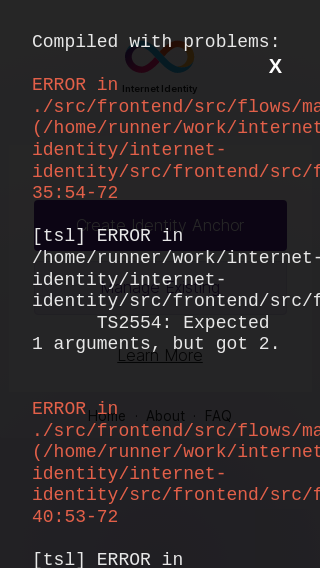 Compiled with problems:
X
ERROR in
Internet Identity
./src/frontend/src/flows/ma
(/home/runner/work/internet
identity/internet-
identity/src/frontend/src/f
35:54-72
Create Identity Anchor
[tsl] ERROR in
/home/runner/work/internet-
identity/internet-
Manage Existing
identity/src/frontend/src/f
TS2554: Expected
1 arguments, but got 2.
Learn More
ERROR in
Home · About · FAQ
./src/frontend/src/flows/ma
(/home/runner/work/internet
identity/internet-
identity/src/frontend/src/f
40:53-72
[tsl] ERROR in